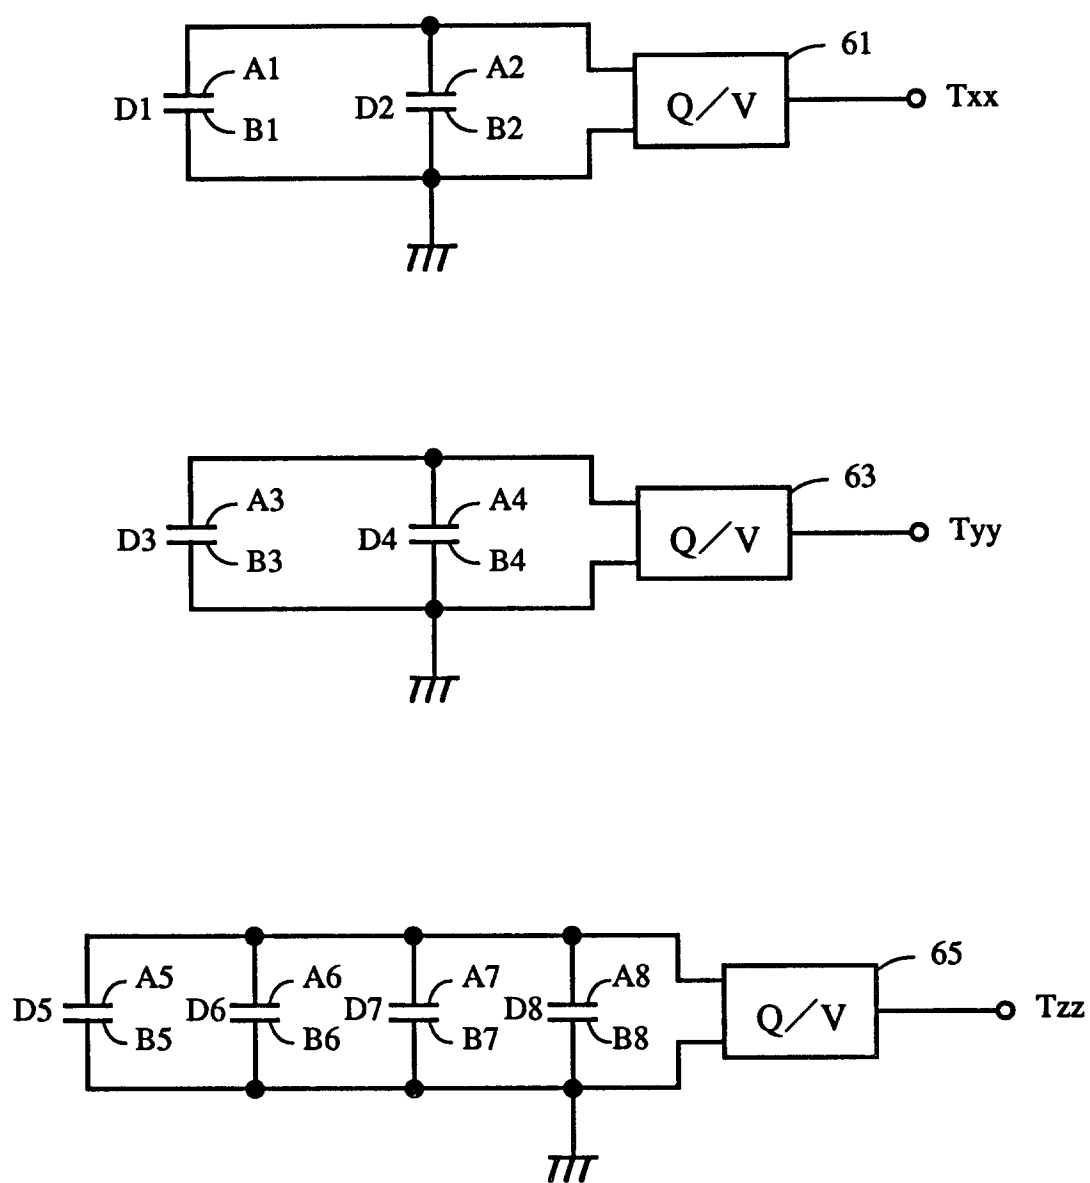 61
A1 A2
D1 D2 Q/V Txx
B1 B2
63
A3 A4
D3 D4 Q/V Tyy
B3 B4
65
A5 A6 A7 A8
D5 D6 D7 D8 Q/V Tzz
B5 B6 B7 B8